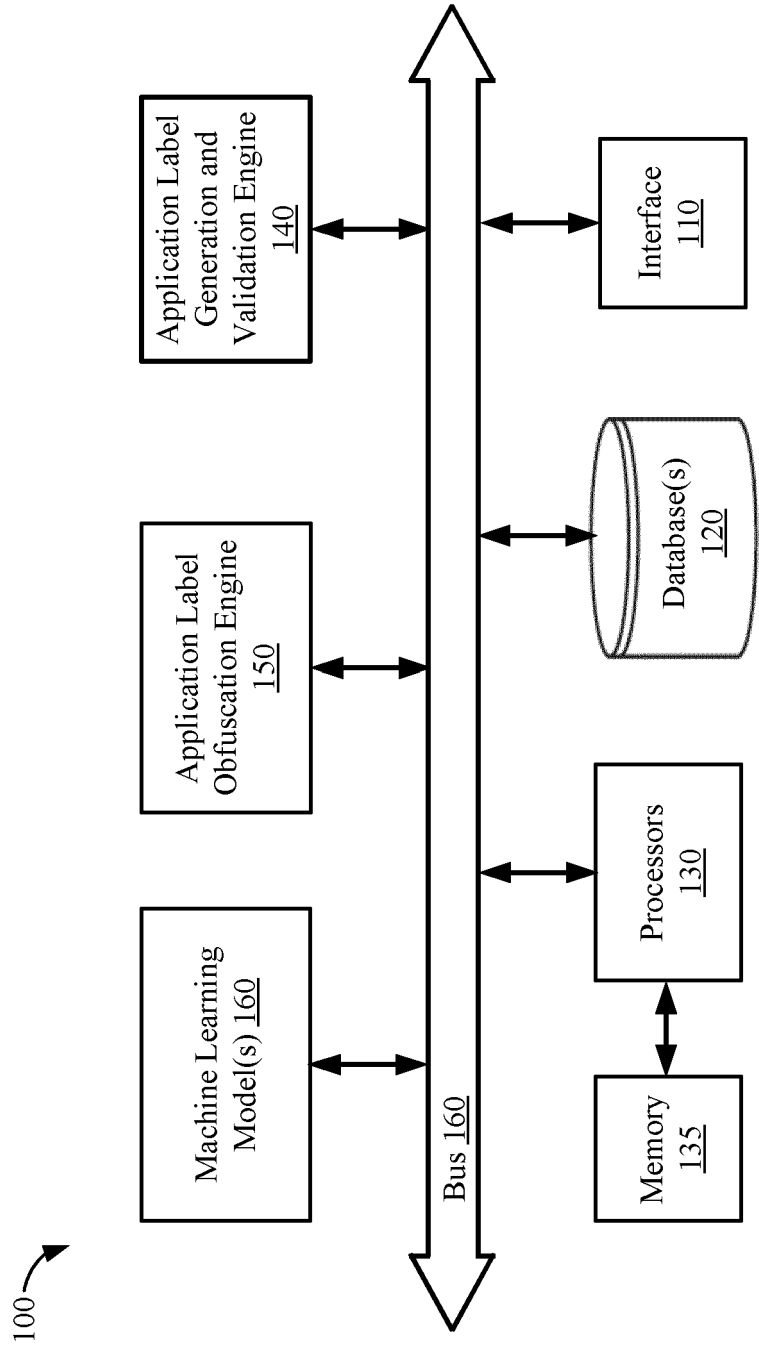 100
Machine Learning
Model(s) 160
Application Label
Obfuscation Engine
150
Application Label
Generation and
Validation Engine
140
Bus 160
Memory
135
Processors
130
Database(s)
120
Interface
110